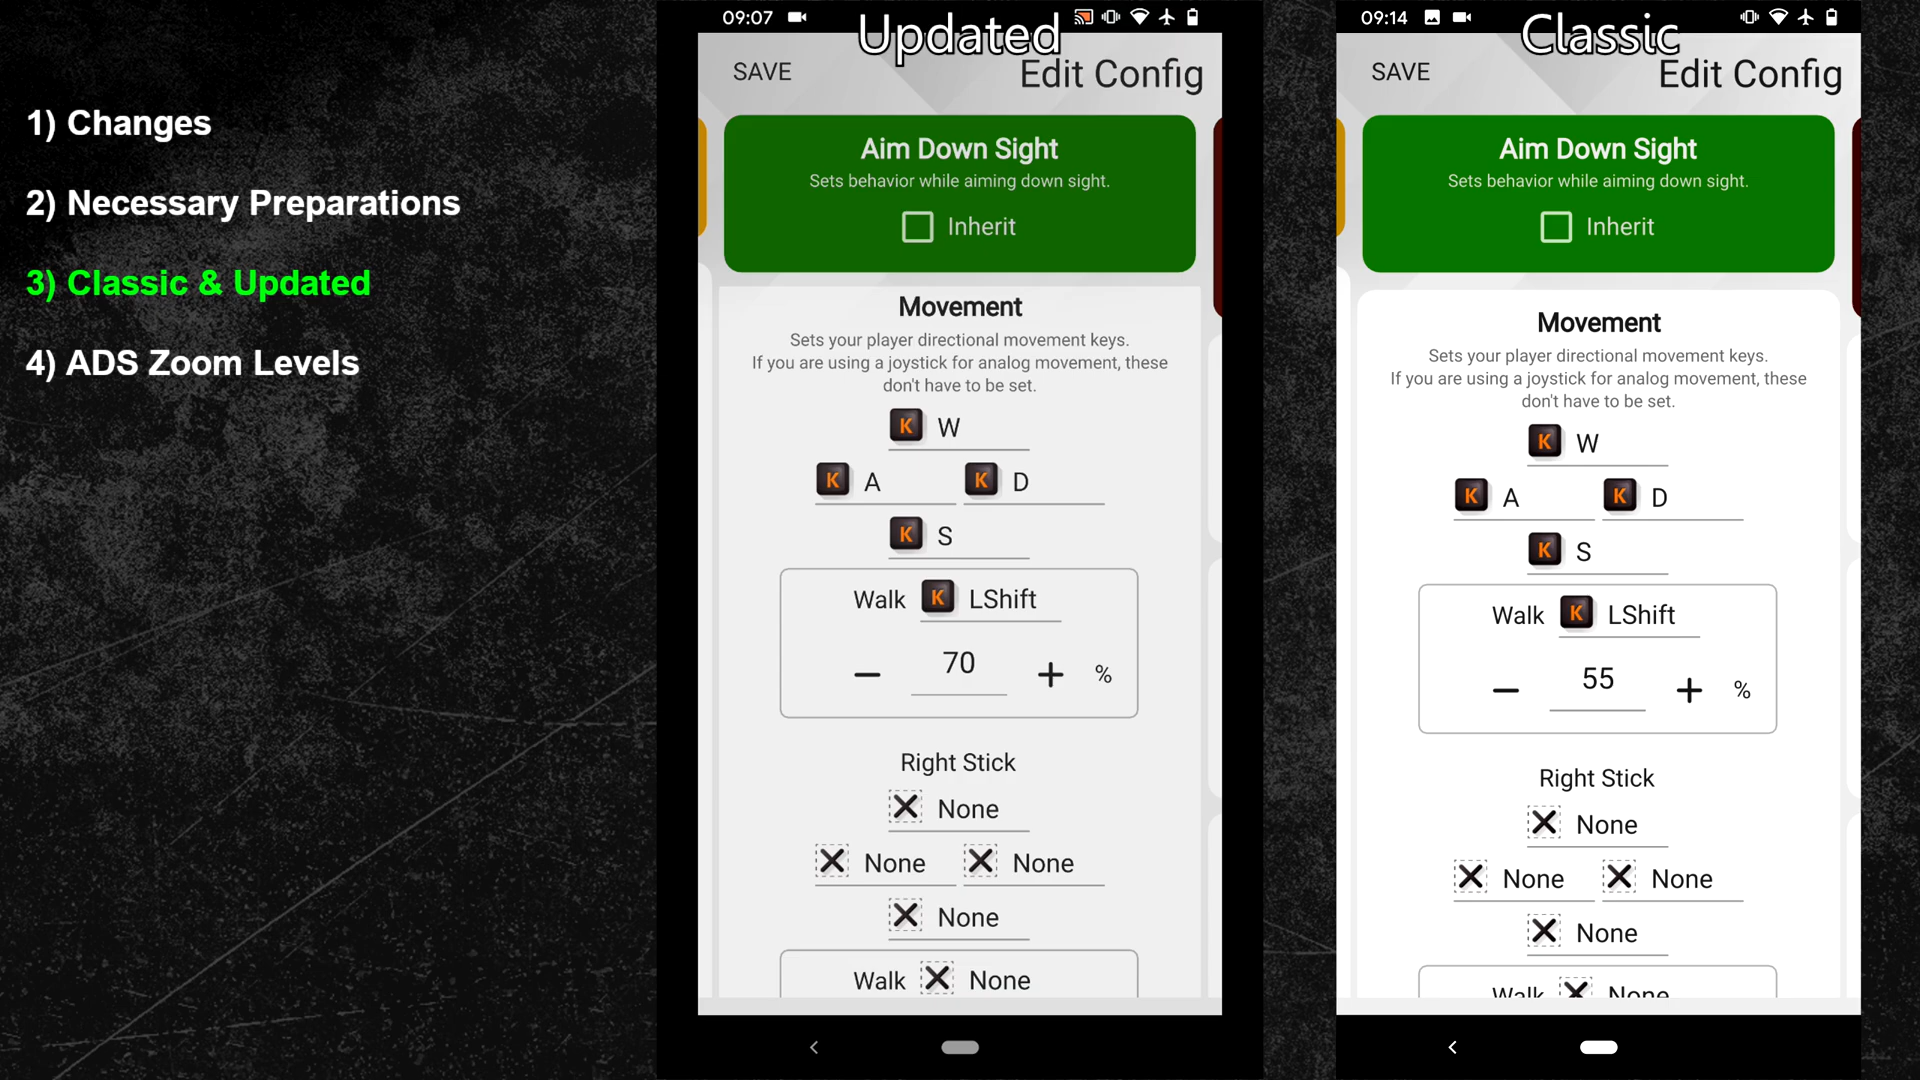 1) Changes
2) Necessary Preparations
3) Classic & Updated
4) ADS Zoom Levels
09:07
Updated
SAVE
Edit Config
Aim Down Sight
Sets behavior while aiming down sight.
Inherit
Movement
Sets your player directional movement keys.
If you are using a joystick for analog movement, these
don't have to be set.
K W
K A K D
K S
Walk K LShift
− 70 + %
Right Stick
None
None None
None
Walk None
09:14
Classic
SAVE
Edit Config
Aim Down Sight
Sets behavior while aiming down sight.
Inherit
Movement
Sets your player directional movement keys.
If you are using a joystick for analog movement, these
don't have to be set.
K W
K A K D
K S
Walk K LShift
− 55 + %
Right Stick
None
None None
None
Walk None